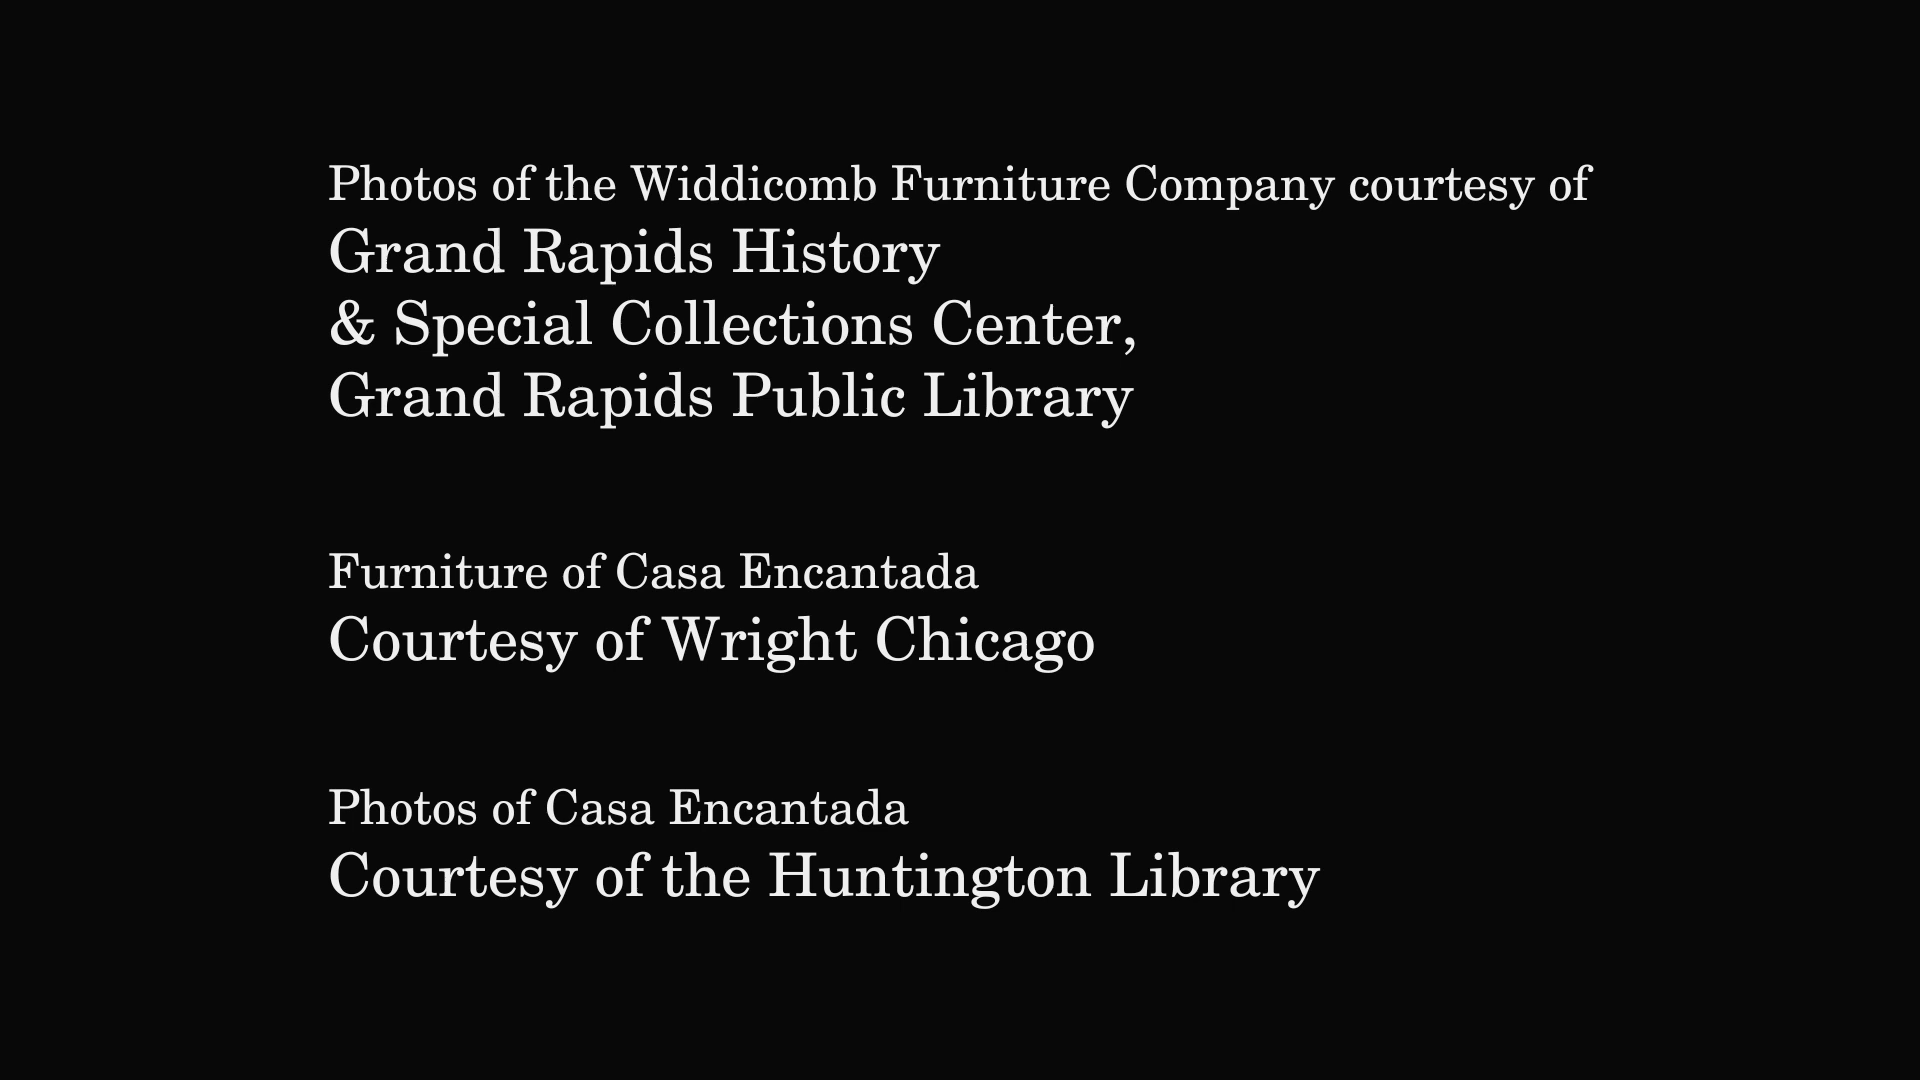 Photos of the Widdicomb Furniture Company courtesy of
Grand Rapids History
& Special Collections Center,
Grand Rapids Public Library
Furniture of Casa Encantada
Courtesy of Wright Chicago
Photos of Casa Encantada
Courtesy of the Huntington Library